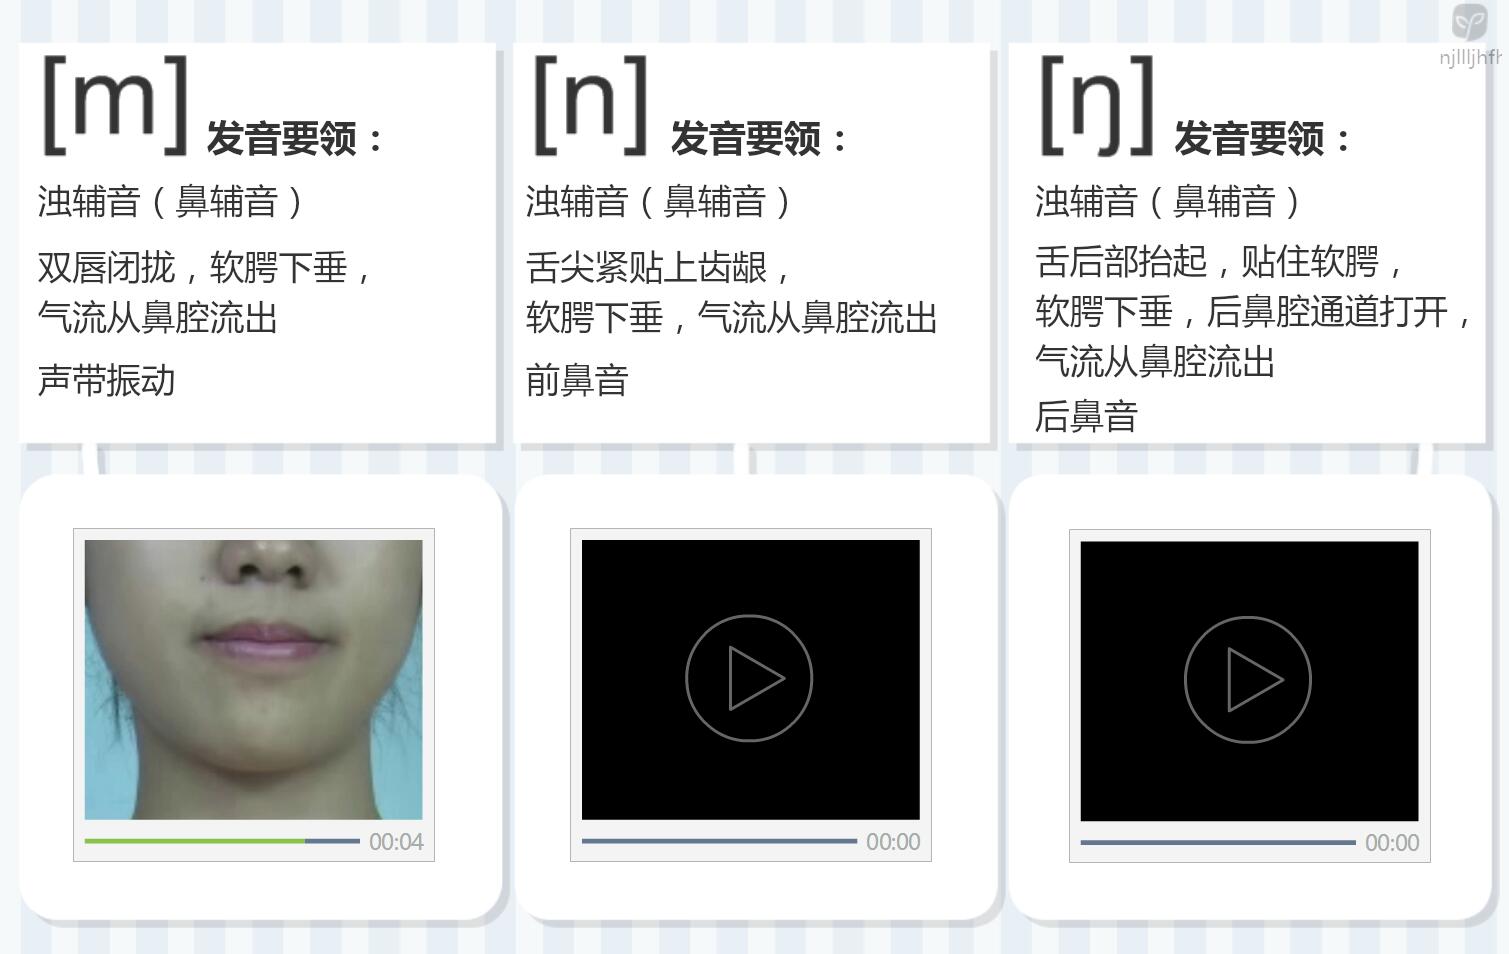 [m] 发音要领：
浊辅音（鼻辅音）
双唇闭拢，软腭下垂，
气流从鼻腔流出
声带振动
[n] 发音要领：
浊辅音（鼻辅音）
舌尖紧贴上齿龈，
软腭下垂，气流从鼻腔流出
前鼻音
[ŋ] 发音要领：
浊辅音（鼻辅音）
舌后部抬起，贴住软腭，
软腭下垂，后鼻腔通道打开，
气流从鼻腔流出
后鼻音
00:04
00:00
00:00